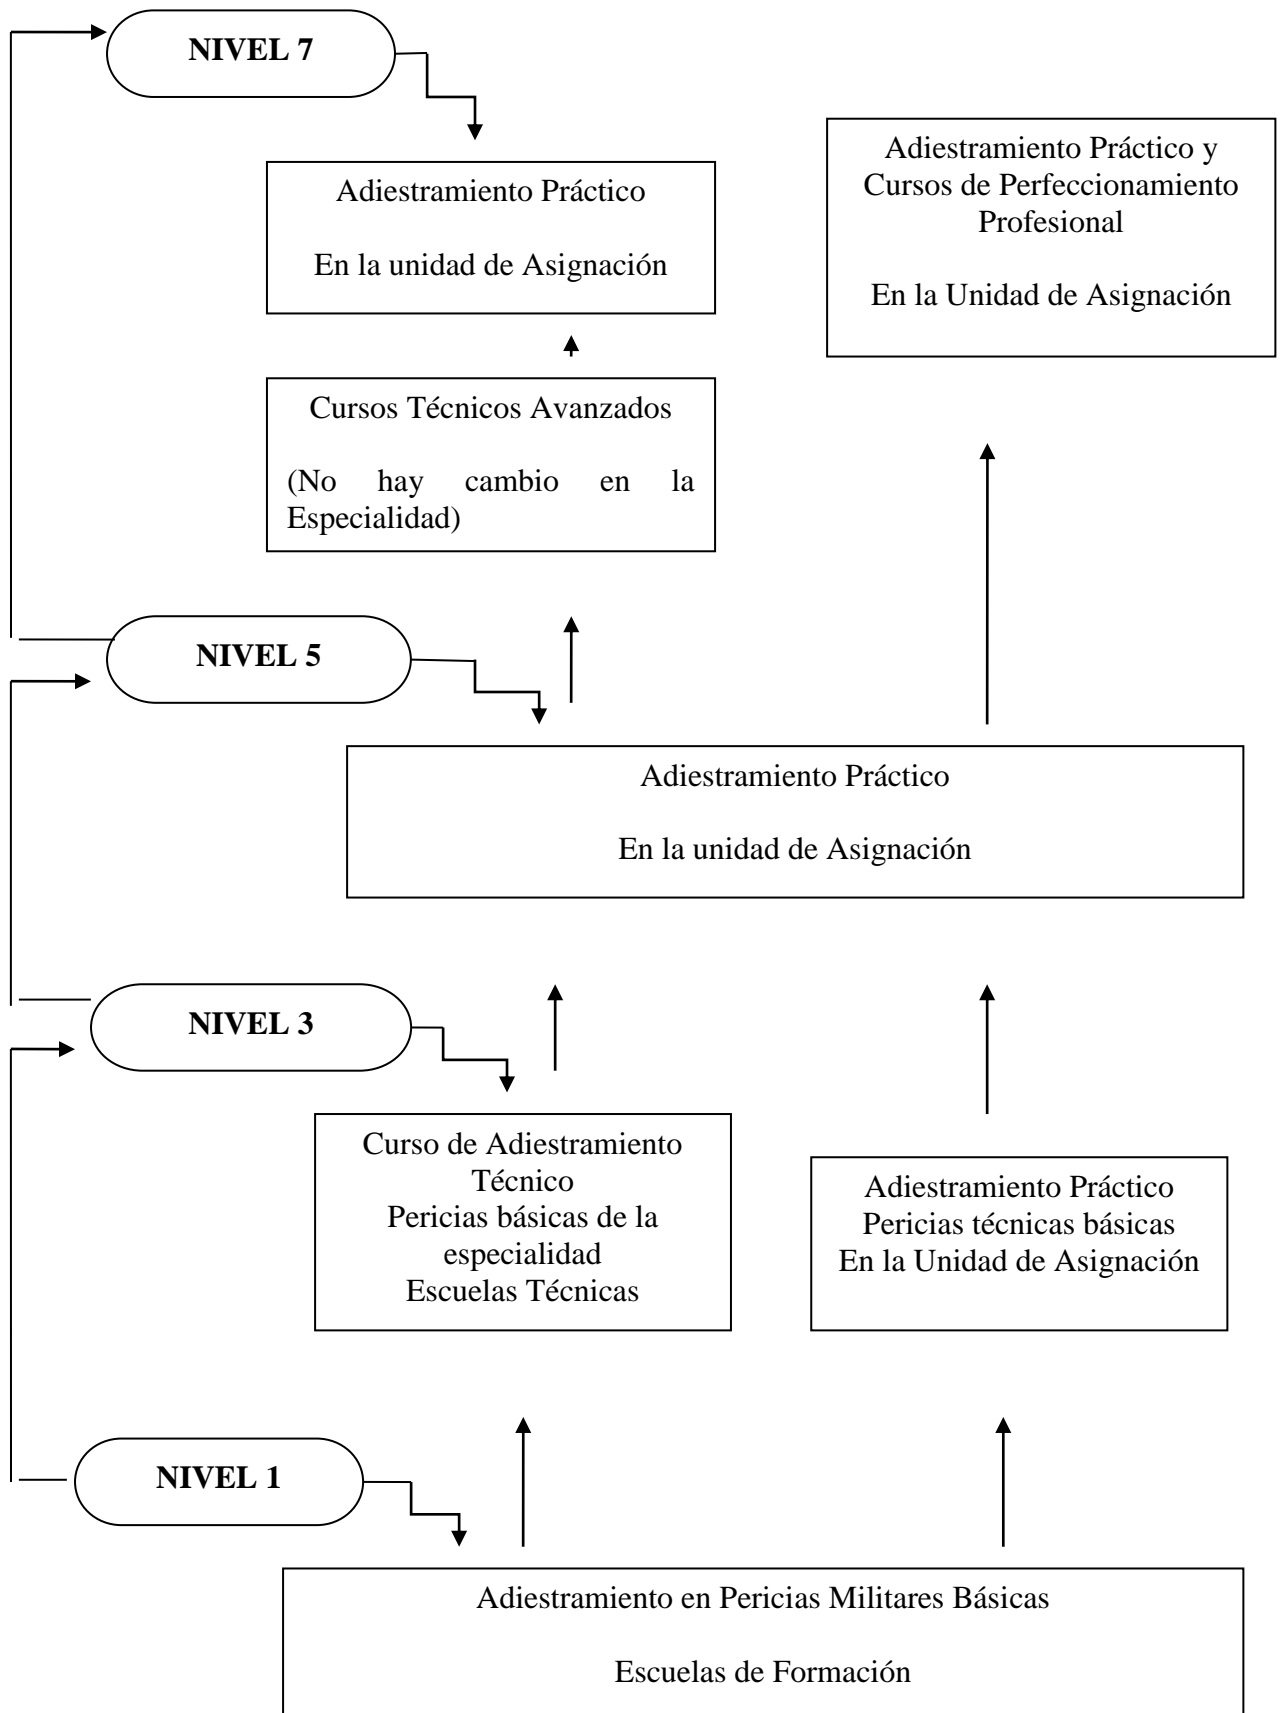 NIVEL 7
Adiestramiento Práctico
En la unidad de Asignación
Adiestramiento Práctico y
Cursos de Perfeccionamiento
Profesional
En la Unidad de Asignación
Cursos Técnicos Avanzados
(No hay cambio en la
Especialidad)
NIVEL 5
Adiestramiento Práctico
En la unidad de Asignación
NIVEL 3
Curso de Adiestramiento
Técnico
Pericias básicas de la
especialidad
Escuelas Técnicas
Adiestramiento Práctico
Pericias técnicas básicas
En la Unidad de Asignación
NIVEL 1
Adiestramiento en Pericias Militares Básicas
Escuelas de Formación